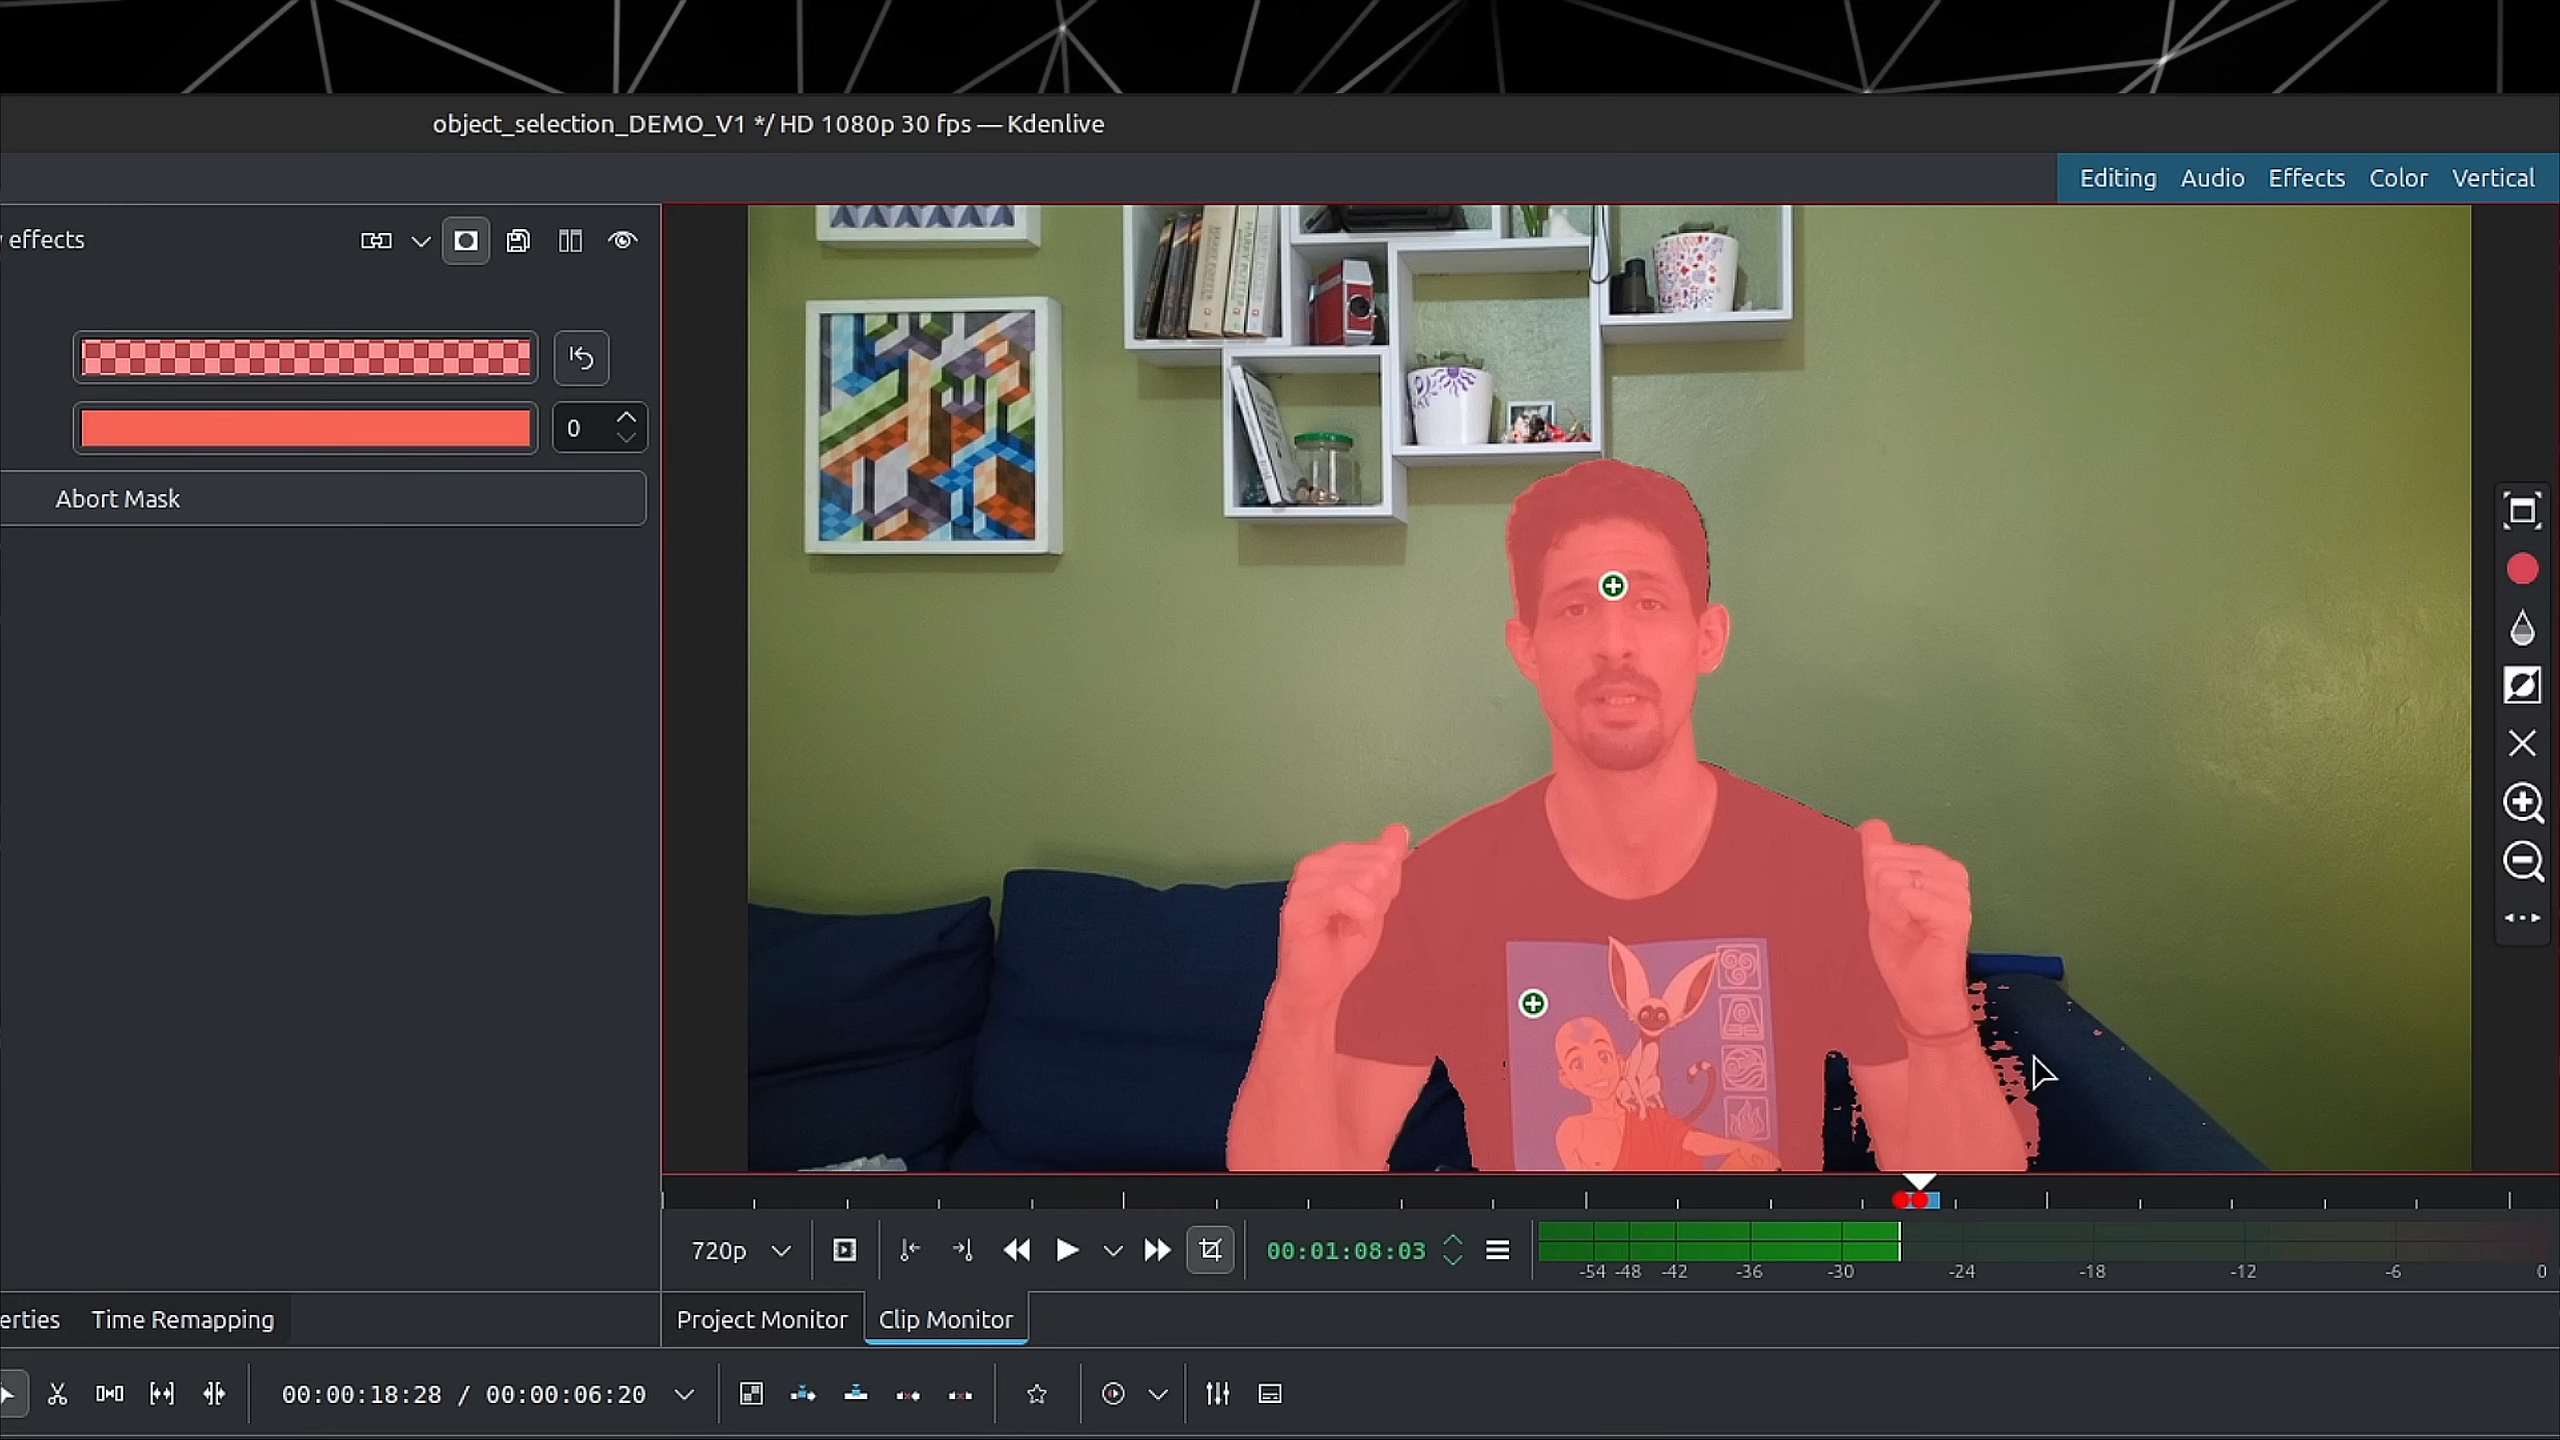 object_selection_DEMO_V1 */ HD 1080p 30 fps — Kdenlive
Editing Audio Effects Color Vertical
effects
0
Abort Mask
HARRY POTTER
720p
00:01:08:03
-54 -48 -42 -36 -30 -24 -18 -12 -6 0
erties Time Remapping
Project Monitor Clip Monitor
00:00:18:28 / 00:00:06:20